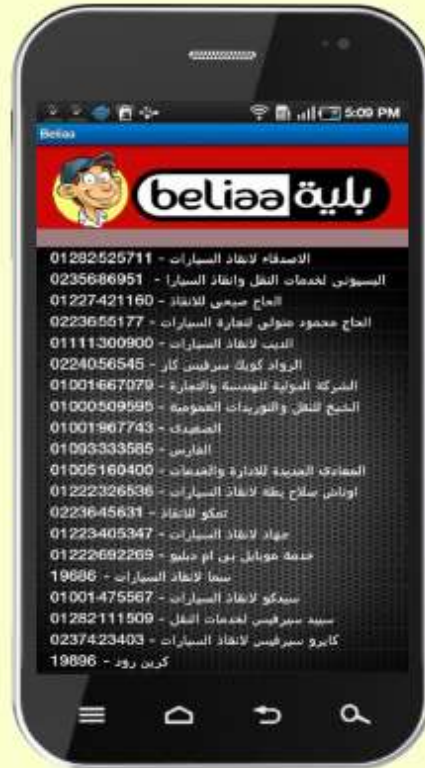 5:09 PM
Beliaa
beliaa بلية
الاصدقاء لانقاذ السيارات - 01282525711
البسيونى لخدمات النقل وانقاذ السيارا - 0235686951
الحاج صبحى للانقاذ - 01227421160
الحاج محمود متولى لتجارة السيارات - 0223655177
الديب لانقاذ السيارات - 01111300900
الرواد كويك سرفيس كار - 0224056545
الشركة الدولية للهندسة والتجارة - 01001667079
الشيخ للنقل والتوريدات العمومية - 01000509595
الصعيدى - 01001967743
الفارس - 01093333585
المعادى الجديدة للادارة والخدمات - 01005160400
اوناش صلاح بطه لانقاذ السيارات - 01222326536
تمكو للانقاذ - 0223645631
جهاد لانقاذ السيارات - 01223405347
خدمة موبايل بى ام دبليو - 01222692269
سما لانقاذ السيارات - 19686
سيدكو لانقاذ السيارات - 01001475567
سبيد سيرفيس لخدمات النقل - 01282111509
كايرو سيرفيس لانقاذ السيارات - 0237423403
كرين رود - 19896